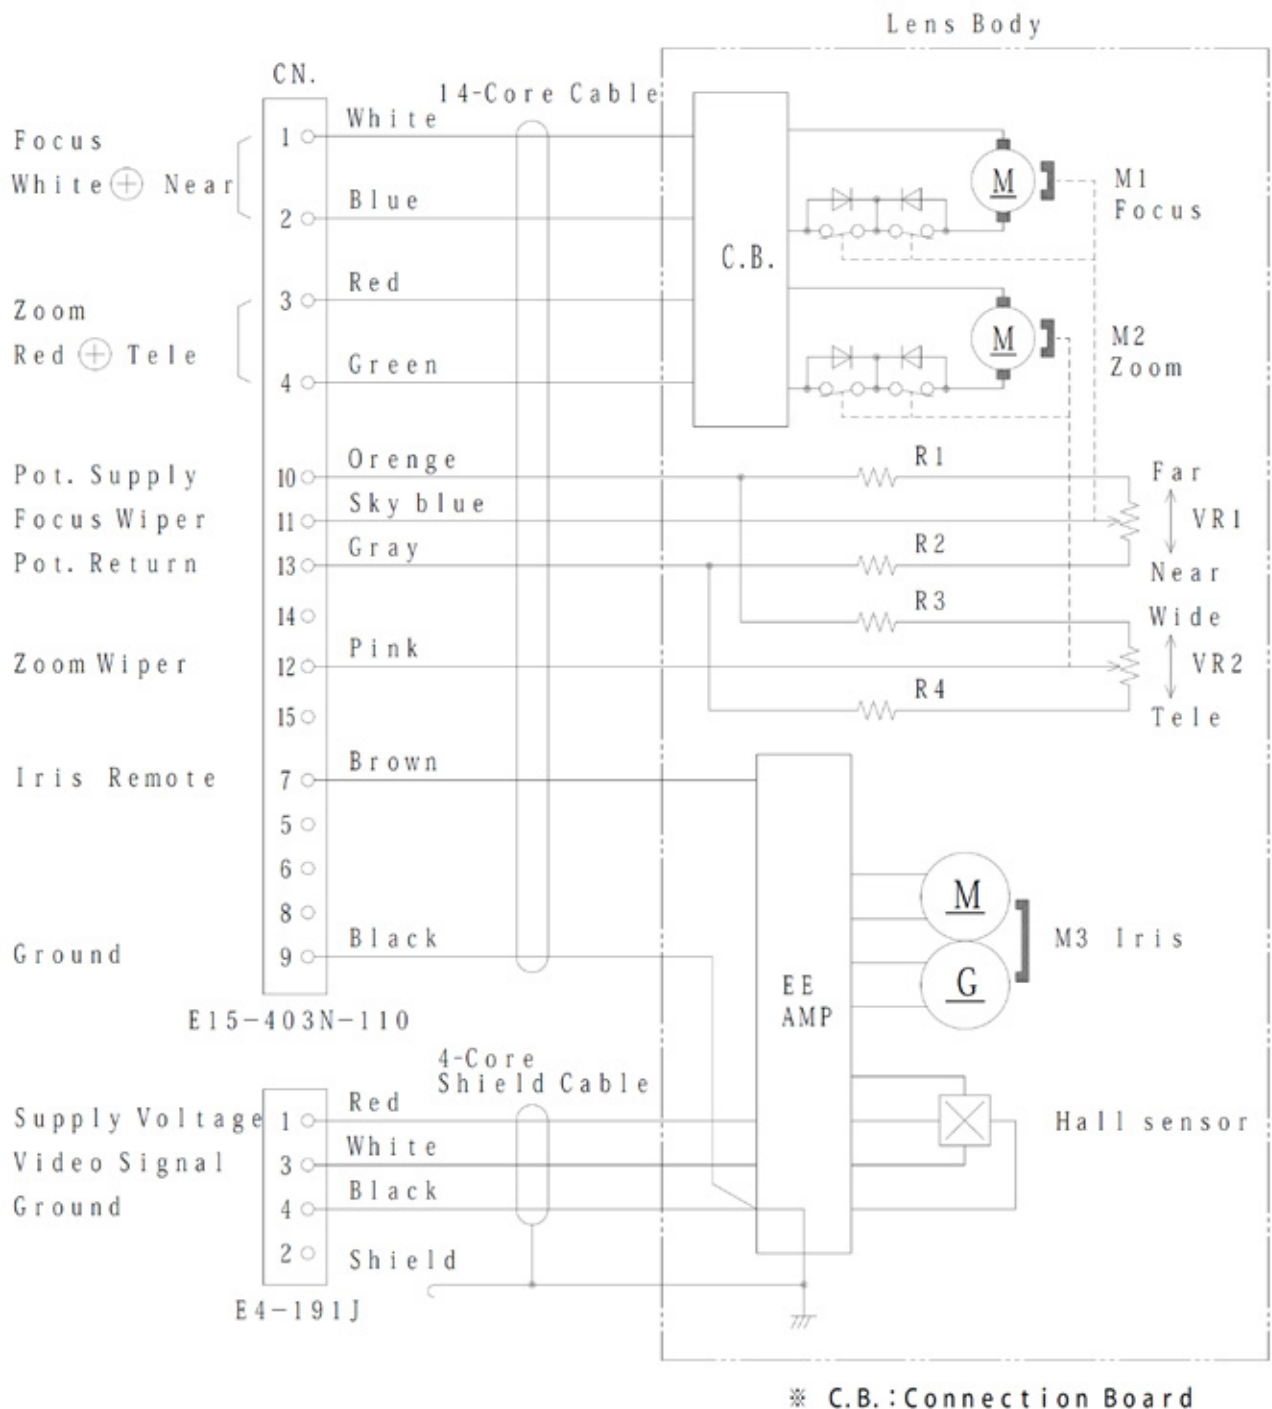 Lens Body
CN.
14-Core Cable
Focus
White ⊕ Near
1 White
2 Blue
Zoom
Red ⊕ Tele
3 Red
4 Green
C.B.
M
M1
Focus
M
M2
Zoom
Pot. Supply 10 Orenge R1 Far
Focus Wiper 11 Sky blue VR1
Pot. Return 13 Gray R2 Near
14 R3 Wide
Zoom Wiper 12 Pink VR2
15 R4 Tele
Iris Remote 7 Brown
5
6
8
Ground 9 Black
E15-403N-110
EE
AMP
M
G
M3 Iris
4-Core
Shield Cable
Supply Voltage 1 Red
Video Signal 3 White
Ground 4 Black
2 Shield
E4-191J
Hall sensor
※ C.B.:Connection Board